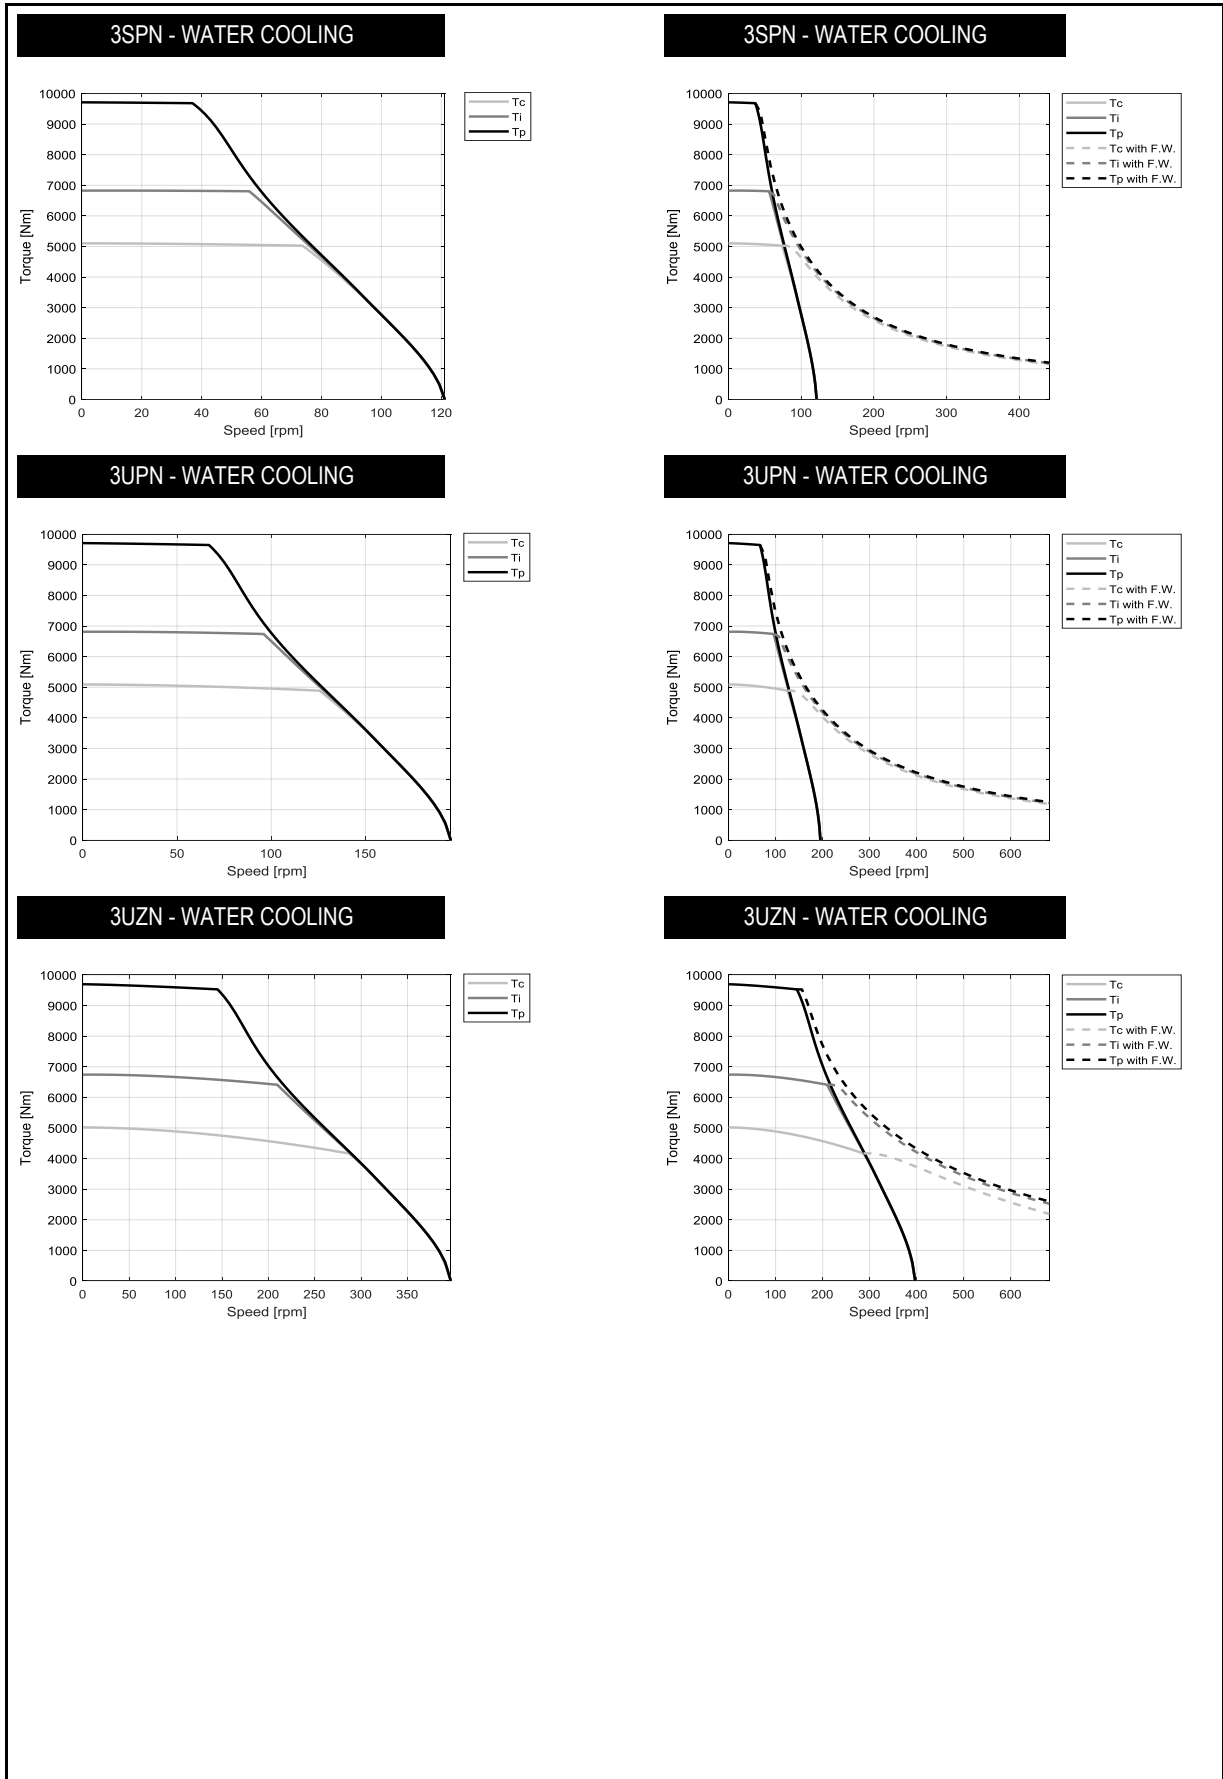 3SPN - WATER COOLING
10000
9000
8000
7000
6000
5000
4000
3000
2000
1000
0
Torque [Nm]
0 20 40 60 80 100 120
Speed [rpm]
Tc
Ti
Tp
3SPN - WATER COOLING
10000
9000
8000
7000
6000
5000
4000
3000
2000
1000
0
Torque [Nm]
0 100 200 300 400
Speed [rpm]
Tc
Ti
Tp
Tc with F.W.
Ti with F.W.
Tp with F.W.
3UPN - WATER COOLING
10000
9000
8000
7000
6000
5000
4000
3000
2000
1000
0
Torque [Nm]
0 50 100 150
Speed [rpm]
Tc
Ti
Tp
3UPN - WATER COOLING
10000
9000
8000
7000
6000
5000
4000
3000
2000
1000
0
Torque [Nm]
0 100 200 300 400 500 600
Speed [rpm]
Tc
Ti
Tp
Tc with F.W.
Ti with F.W.
Tp with F.W.
3UZN - WATER COOLING
10000
9000
8000
7000
6000
5000
4000
3000
2000
1000
0
Torque [Nm]
0 50 100 150 200 250 300 350
Speed [rpm]
Tc
Ti
Tp
3UZN - WATER COOLING
10000
9000
8000
7000
6000
5000
4000
3000
2000
1000
0
Torque [Nm]
0 100 200 300 400 500 600
Speed [rpm]
Tc
Ti
Tp
Tc with F.W.
Ti with F.W.
Tp with F.W.